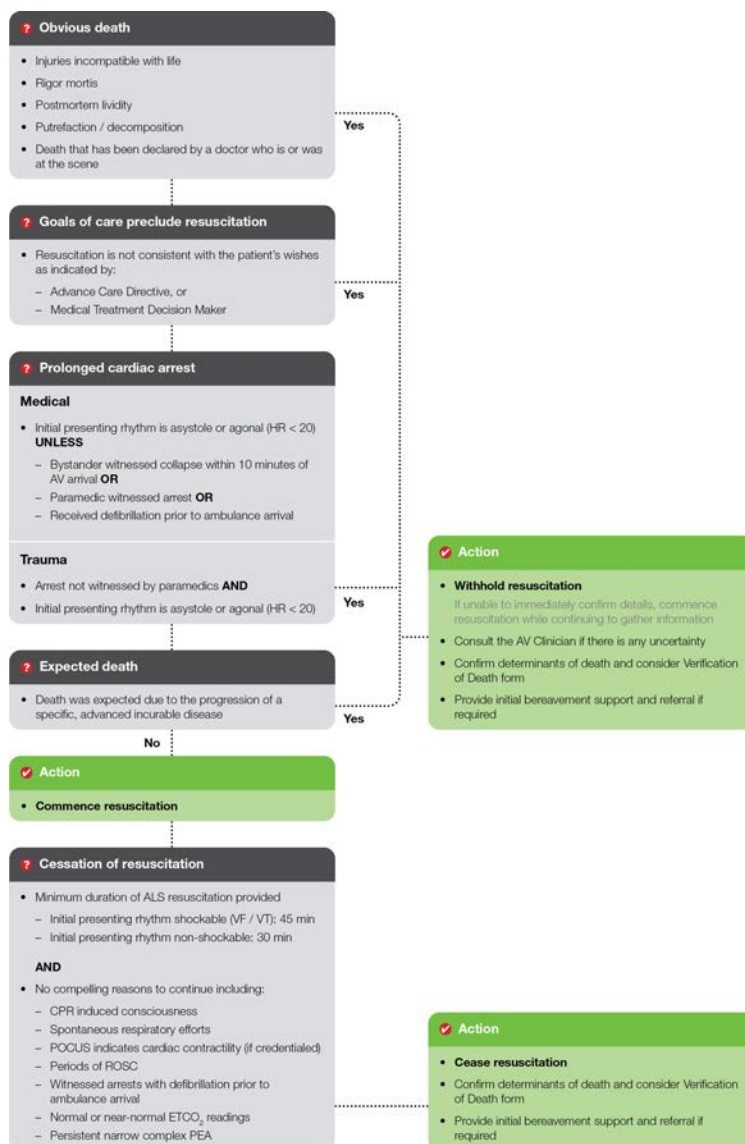 Obvious death
• Injuries incompatible with life
• Rigor mortis
• Postmortem lividity
• Putrefaction / decomposition
• Death that has been declared by a doctor who is or was
at the scene
Yes
Goals of care preclude resuscitation
• Resuscitation is not consistent with the patient's wishes
as indicated by:
– Advance Care Directive, or
– Medical Treatment Decision Maker
Yes
Prolonged cardiac arrest
Medical
• Initial presenting rhythm is asystole or agonal (HR < 20)
UNLESS
– Bystander witnessed collapse within 10 minutes of
AV arrival OR
– Paramedic witnessed arrest OR
– Received defibrillation prior to ambulance arrival
Trauma
• Arrest not witnessed by paramedics AND
• Initial presenting rhythm is asystole or agonal (HR < 20)
Yes
Expected death
• Death was expected due to the progression of a
specific, advanced incurable disease
Yes
No
Action
• Withhold resuscitation
If unable to immediately confirm details, commence
resuscitation while continuing to gather information
• Consult the AV Clinician if there is any uncertainty
• Confirm determinants of death and consider Verification
of Death form
• Provide initial bereavement support and referral if
required
Action
• Commence resuscitation
Cessation of resuscitation
• Minimum duration of ALS resuscitation provided
– Initial presenting rhythm shockable (VF / VT): 45 min
– Initial presenting rhythm non-shockable: 30 min
AND
• No compelling reasons to continue including:
– CPR induced consciousness
– Spontaneous respiratory efforts
– POCUS indicates cardiac contractility (if credentialed)
– Periods of ROSC
– Witnessed arrests with defibrillation prior to
ambulance arrival
– Normal or near-normal ETCO₂ readings
– Persistent narrow complex PEA
Action
• Cease resuscitation
• Confirm determinants of death and consider Verification
of Death form
• Provide initial bereavement support and referral if
required